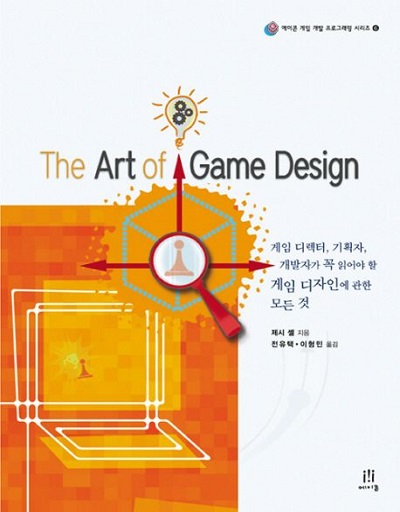 에이콘 게임 개발 프로그래밍 시리즈 6
The Art of Game Design
게임 디렉터, 기획자,
개발자가 꼭 읽어야 할
게임 디자인에 관한
모든 것
제시 셸 지음
전유택·이형민 옮김
에이콘